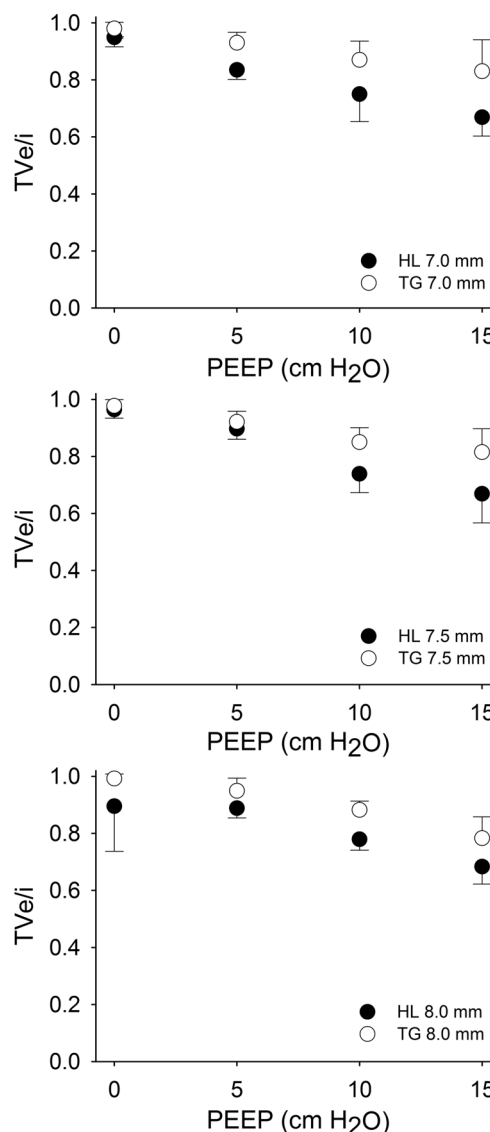 1.0
0.8
0.6
0.4
0.2
0.0
TVe/i
HL 7.0 mm
TG 7.0 mm
0 5 10 15
PEEP (cm H2O)
1.0
0.8
0.6
0.4
0.2
0.0
TVe/i
HL 7.5 mm
TG 7.5 mm
0 5 10 15
PEEP (cm H2O)
1.0
0.8
0.6
0.4
0.2
0.0
TVe/i
HL 8.0 mm
TG 8.0 mm
0 5 10 15
PEEP (cm H2O)